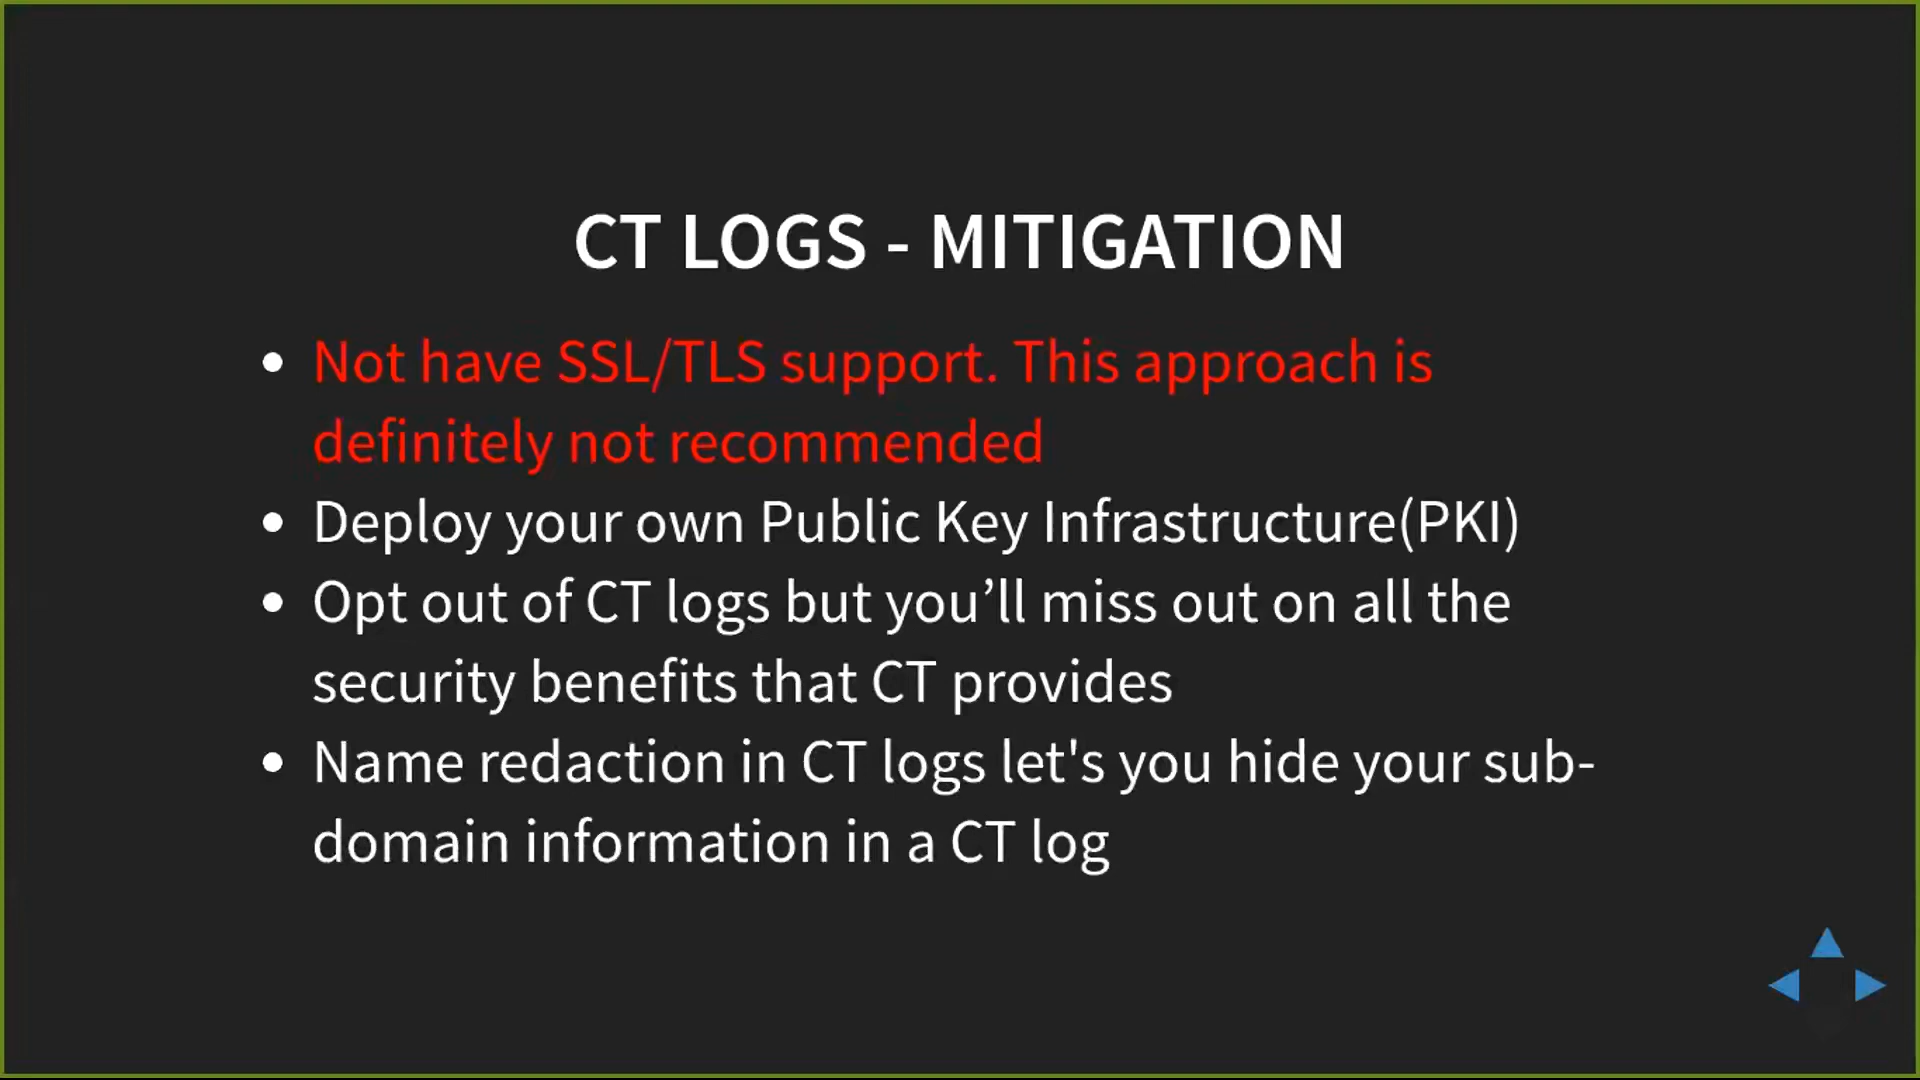 CT LOGS - MITIGATION
Not have SSL/TLS support. This approach is
definitely not recommended
Deploy your own Public Key Infrastructure(PKI)
Opt out of CT logs but you’ll miss out on all the
security benefits that CT provides
Name redaction in CT logs let's you hide your sub-
domain information in a CT log